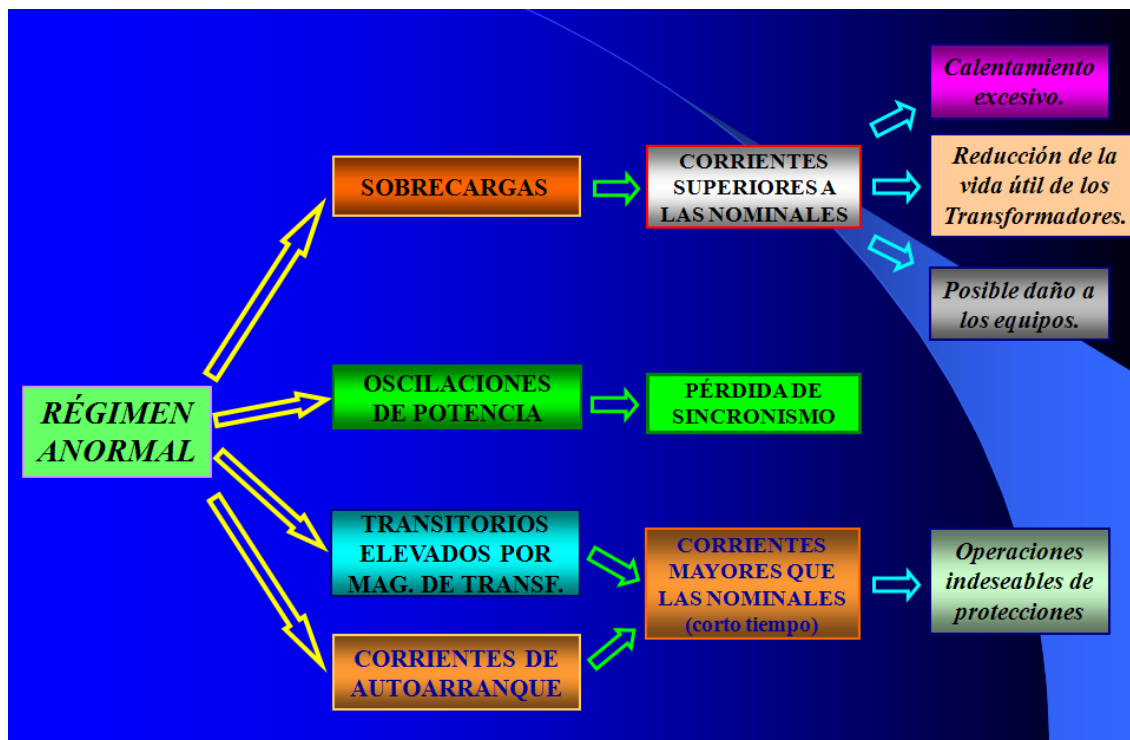 RÉGIMEN
ANORMAL
SOBRECARGAS
CORRIENTES
SUPERIORES A
LAS NOMINALES
Calentamiento
excesivo.
Reducción de la
vida útil de los
Transformadores.
Posible daño a
los equipos.
OSCILACIONES
DE POTENCIA
PÉRDIDA DE
SINCRONISMO
TRANSITORIOS
ELEVADOS POR
MAG. DE TRANSF.
CORRIENTES DE
AUTOARRANQUE
CORRIENTES
MAYORES QUE
LAS NOMINALES
(corto tiempo)
Operaciones
indeseables de
protecciones